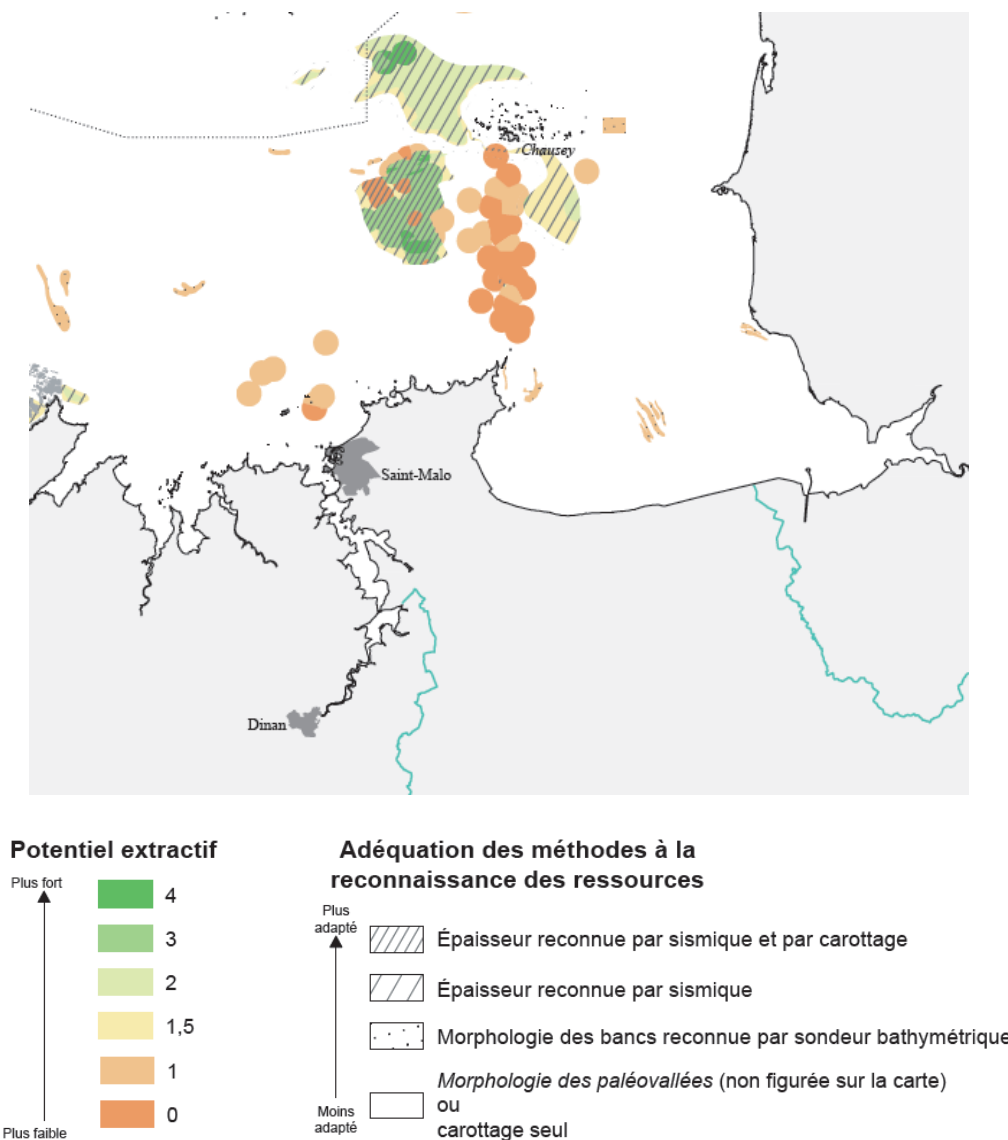 Chausey
Saint-Malo
Dinan
Potentiel extractif
Plus fort
4
3
2
1,5
1
0
Plus faible
Adéquation des méthodes à la
reconnaissance des ressources
Plus
adapté
Épaisseur reconnue par sismique et par carottage
Épaisseur reconnue par sismique
Morphologie des bancs reconnue par sondeur bathymétrique
Morphologie des paléovallées (non figurée sur la carte)
ou
carottage seul
Moins
adapté